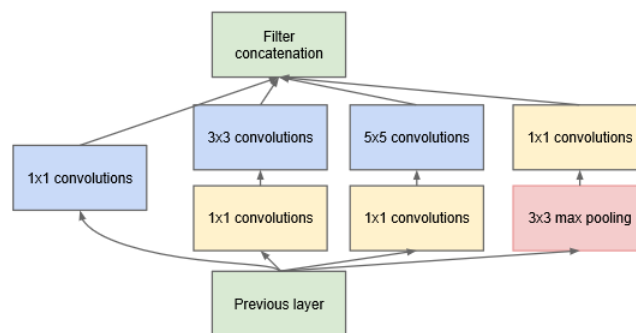 Filter
concatenation
3x3 convolutions
5x5 convolutions
1x1 convolutions
1x1 convolutions
1x1 convolutions
1x1 convolutions
3x3 max pooling
Previous layer